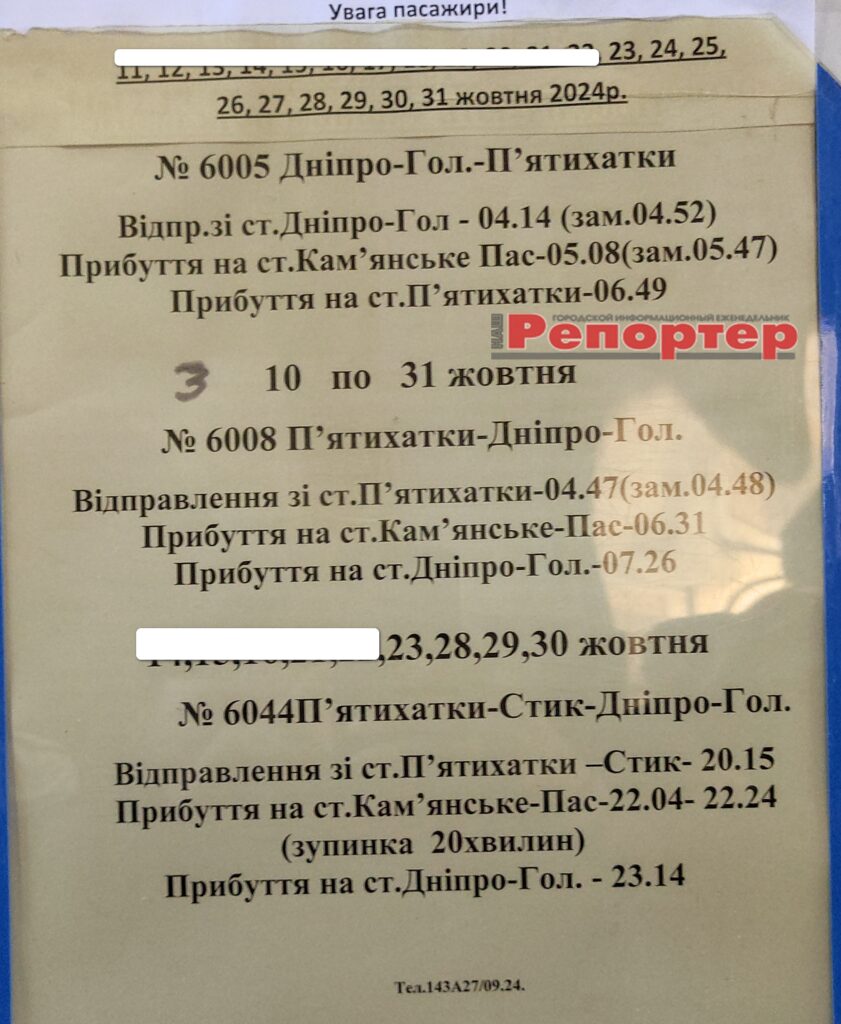 Увага пасажири!
23, 24, 25,
26, 27, 28, 29, 30, 31 жовтня 2024р.
№ 6005 Дніпро-Гол.-П’ятихатки
Відпр.зі ст.Дніпро-Гол - 04.14 (зам.04.52)
Прибуття на ст.Кам’янське Пас-05.08(зам.05.47)
Прибуття на ст.П’ятихатки-06.49
НАШ ГОРОДСКОЙ ИНФОРМАЦИОННЫЙ ЕЖЕНЕДЕЛЬНИК
Репортер
З 10 по 31 жовтня
№ 6008 П’ятихатки-Дніпро-Гол.
Відправлення зі ст.П’ятихатки-04.47(зам.04.48)
Прибуття на ст.Кам’янське-Пас-06.31
Прибуття на ст.Дніпро-Гол.-07.26
,23,28,29,30 жовтня
№ 6044П’ятихатки-Стик-Дніпро-Гол.
Відправлення зі ст.П’ятихатки –Стик- 20.15
Прибуття на ст.Кам’янське-Пас-22.04- 22.24
(зупинка 20хвилин)
Прибуття на ст.Дніпро-Гол. - 23.14
Тел.143А27/09.24.